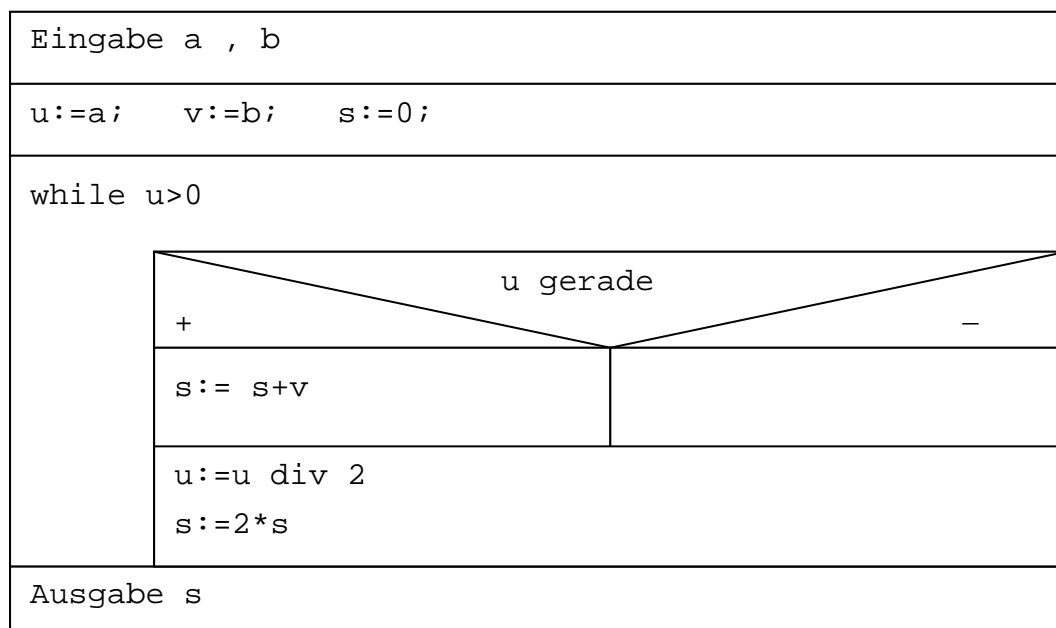 Eingabe a , b
u:=a;   v:=b;   s:=0;
while u>0
u gerade
+ −
s:= s+v
u:=u div 2
s:=2*s
Ausgabe s